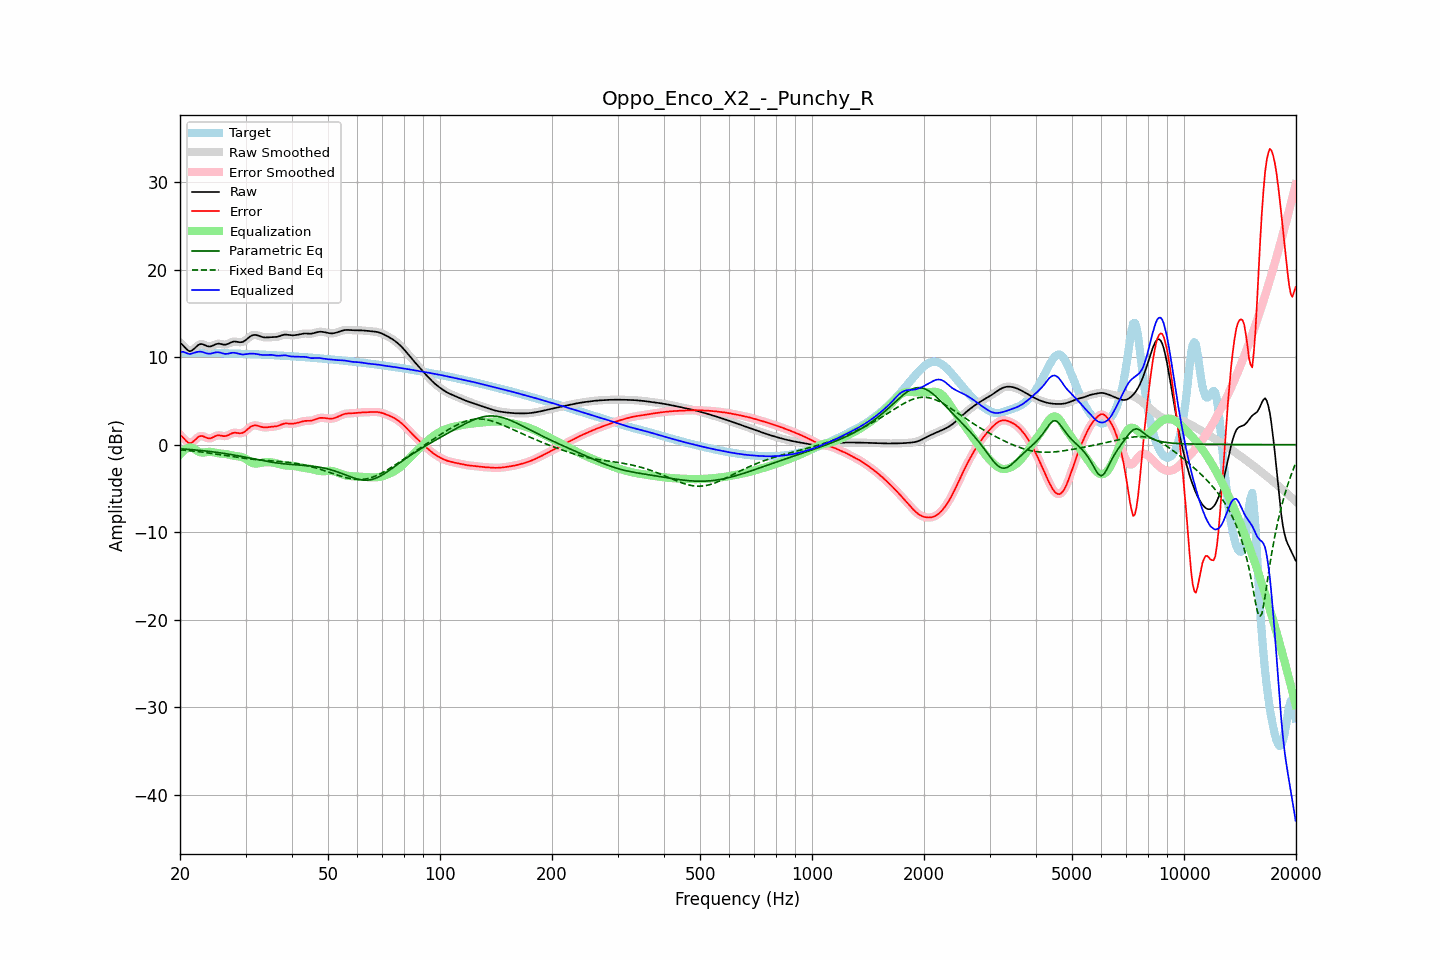 Oppo_Enco_X2_-_Punchy_R
Target
Raw Smoothed
Error Smoothed
Raw
Error
Equalization
Parametric Eq
Fixed Band Eq
Equalized
Amplitude (dBr)
30
20
10
0
−10
−20
−30
−40
20
50
100
200
500
1000
2000
5000
10000
20000
Frequency (Hz)